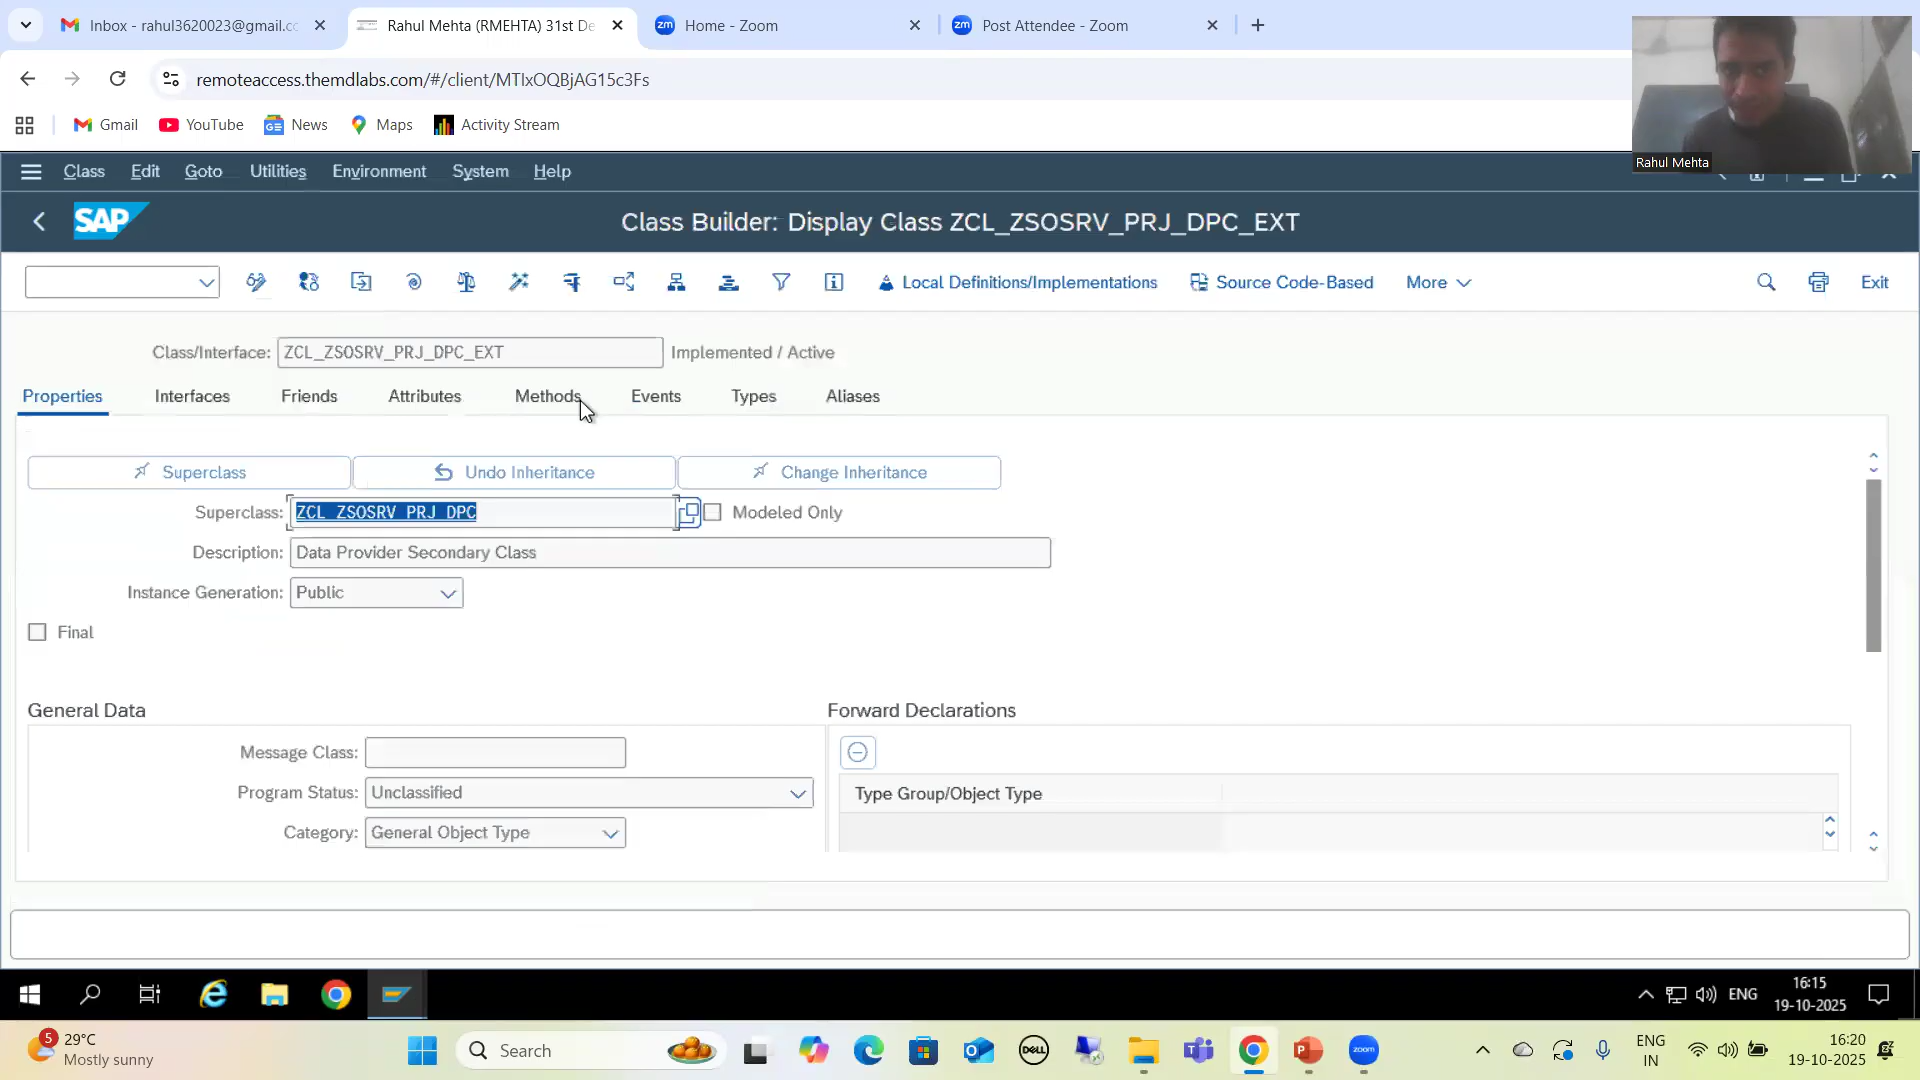 Inbox - rahul3620023@gmail.cc
Rahul Mehta (RMEHTA) 31st De
Home - Zoom
Post Attendee - Zoom
remoteaccess.themdlabs.com/#/client/MTIxOQBjAG15c3Fs
Gmail
YouTube
News
Maps
Activity Stream
Rahul Mehta
Class
Edit
Goto
Utilities
Environment
System
Help
SAP
Class Builder: Display Class ZCL_ZSOSRV_PRJ_DPC_EXT
Local Definitions/Implementations
Source Code-Based
More
Exit
Class/Interface: ZCL_ZSOSRV_PRJ_DPC_EXT Implemented / Active
Properties
Interfaces
Friends
Attributes
Methods
Events
Types
Aliases
Superclass
Undo Inheritance
Change Inheritance
Superclass: ZCL_ZSOSRV_PRJ_DPC
Modeled Only
Description: Data Provider Secondary Class
Instance Generation: Public
Final
General Data
Forward Declarations
Message Class:
Program Status: Unclassified
Category: General Object Type
Type Group/Object Type
ENG
16:15
19-10-2025
5
29°C
Mostly sunny
Search
DELL
zoom
ENG
IN
16:20
19-10-2025